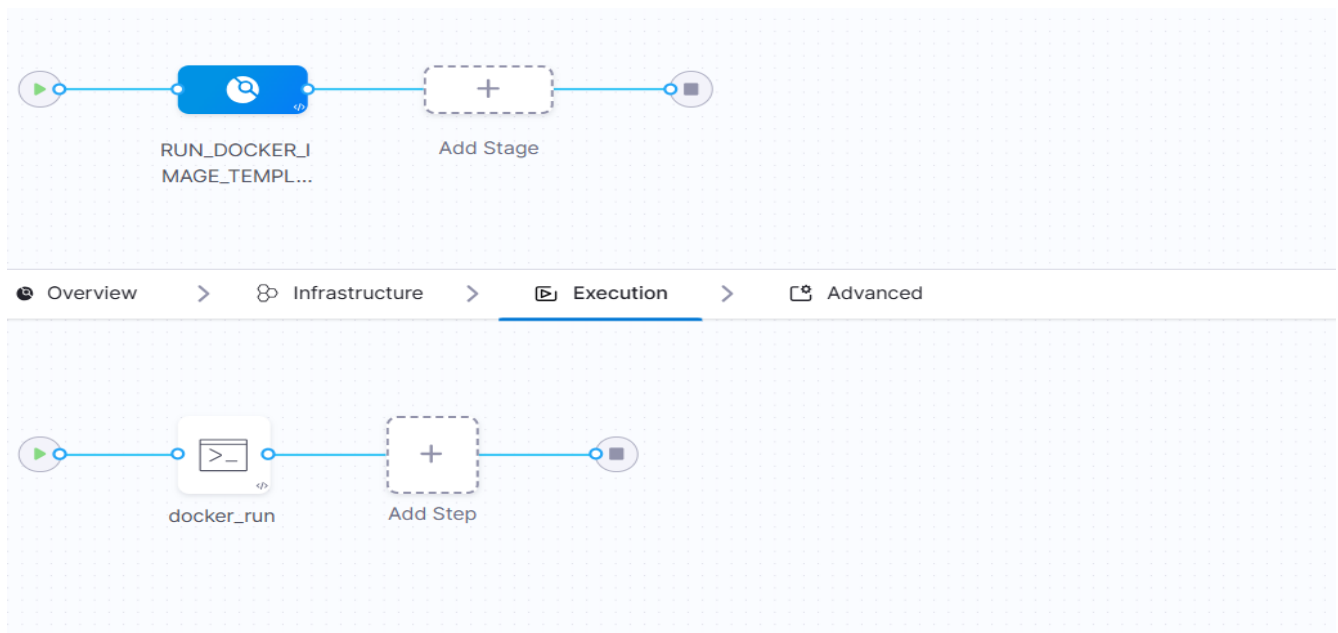 RUN_DOCKER_I
MAGE_TEMPL...
Add Stage
Overview
Infrastructure
Execution
Advanced
docker_run
Add Step